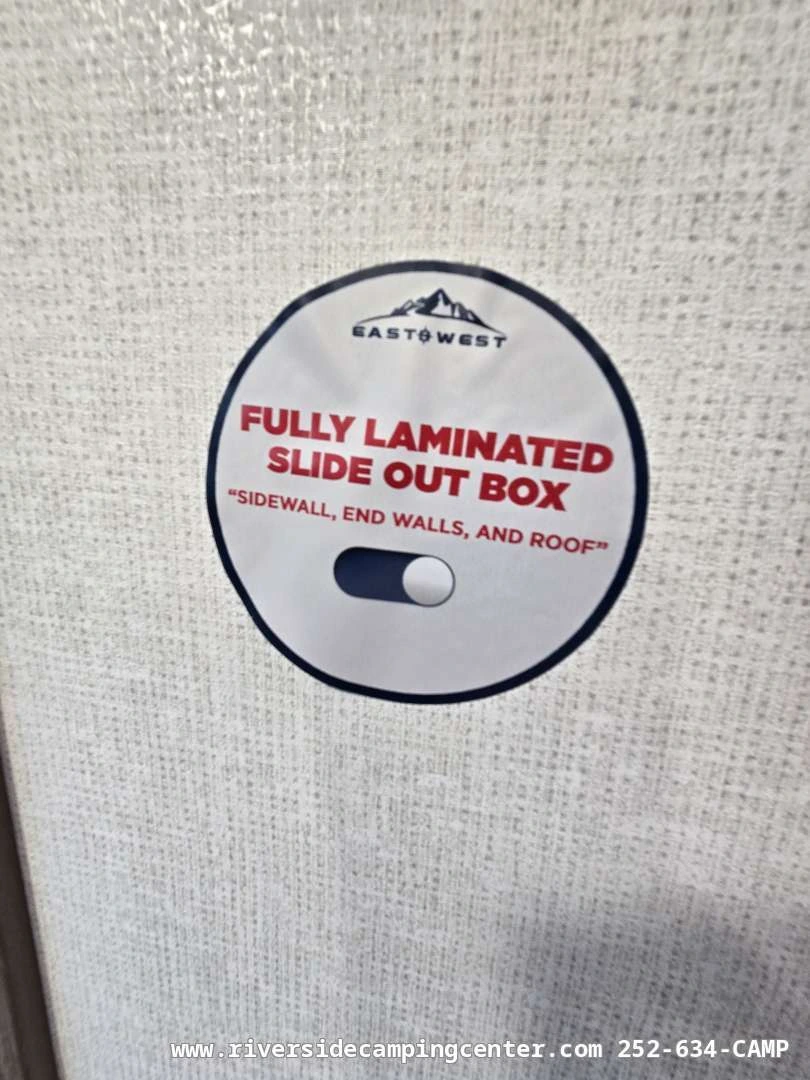 EAST WEST
FULLY LAMINATED
SLIDE OUT BOX
“SIDEWALL, END WALLS, AND ROOF”
www.riversidecampingcenter.com 252-634-CAMP